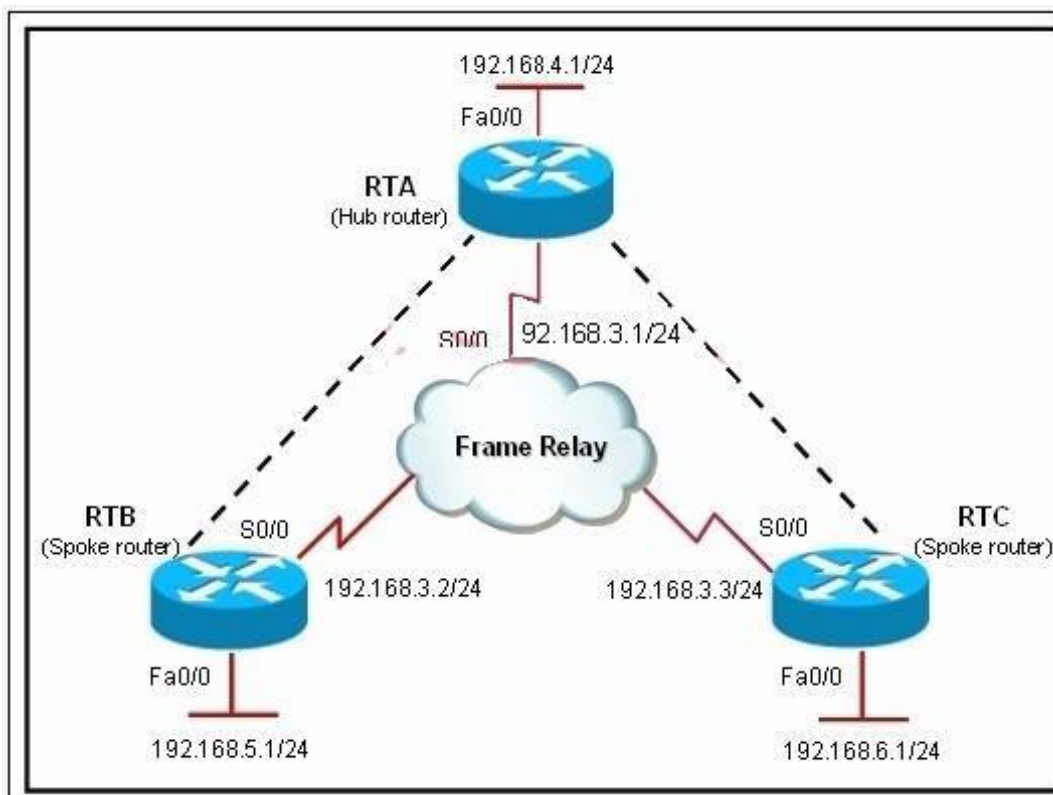 192.168.4.1/24
Fa0/0
RTA
(Hub router)
S0/0
92.168.3.1/24
Frame Relay
RTB
(Spoke router)
S0/0
192.168.3.2/24
S0/0
RTC
(Spoke router)
192.168.3.3/24
Fa0/0
192.168.5.1/24
Fa0/0
192.168.6.1/24